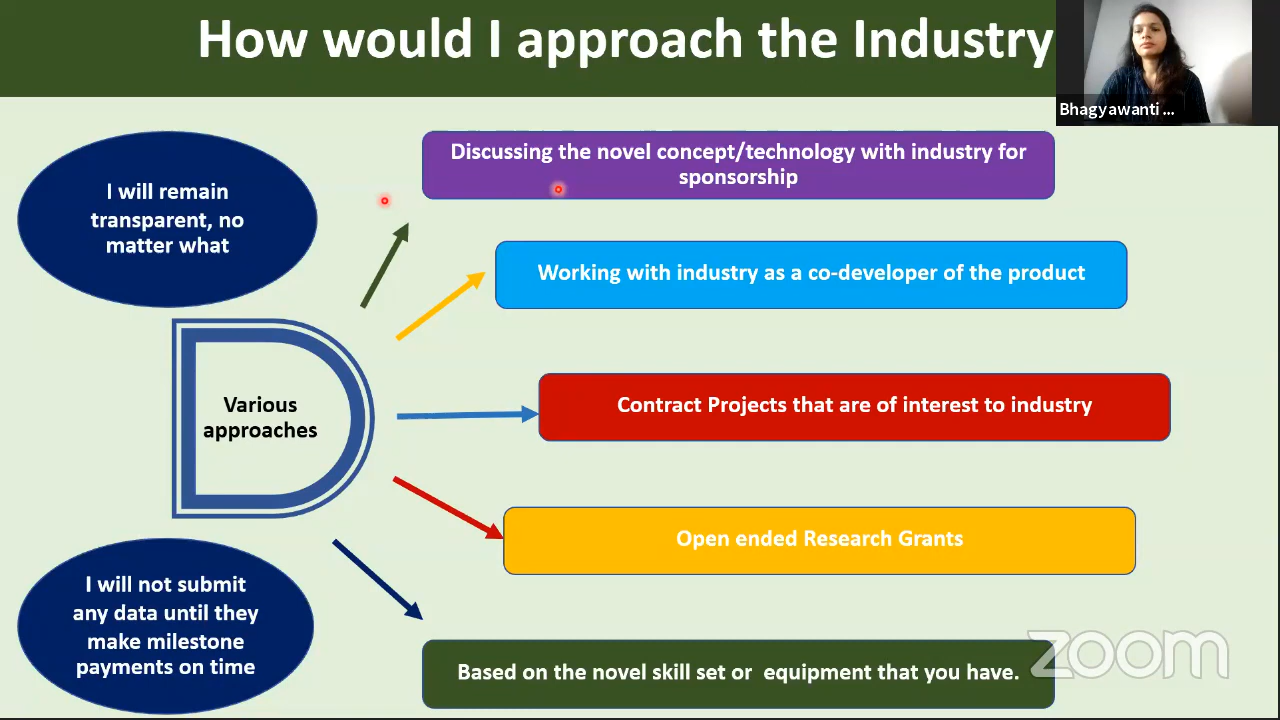 How would I approach the Industry
Bhagyawanti ...
I will remain
transparent, no
matter what
Discussing the novel concept/technology with industry for
sponsorship
Working with industry as a co-developer of the product
Various
approaches
Contract Projects that are of interest to industry
Open ended Research Grants
I will not submit
any data until they
make milestone
payments on time
Based on the novel skill set or  equipment that you have.
zoom